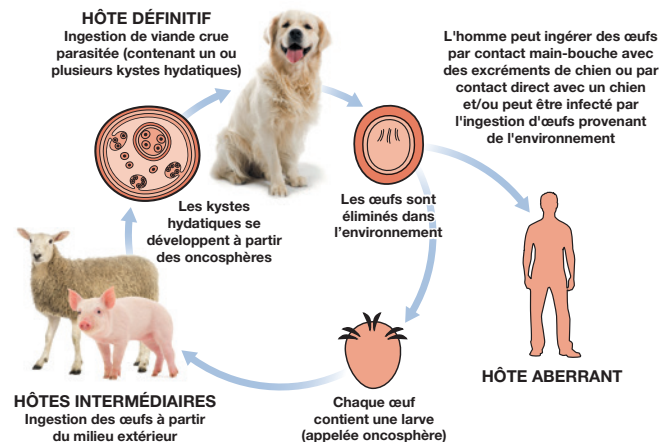 HÔTE DÉFINITIF
Ingestion de viande crue
parasitée (contenant un ou
plusieurs kystes hydatiques)
L'homme peut ingérer des œufs
par contact main-bouche avec
des excréments de chien ou par
contact direct avec un chien
et/ou peut être infecté par
l'ingestion d'œufs provenant
de l'environnement
Les kystes
hydatiques se
développent à partir
des oncosphères
Les œufs sont
éliminés dans
l'environnement
HÔTE ABERRANT
HÔTES INTERMÉDIAIRES
Ingestion des œufs à partir
du milieu extérieur
Chaque œuf
contient une larve
(appelée oncosphère)